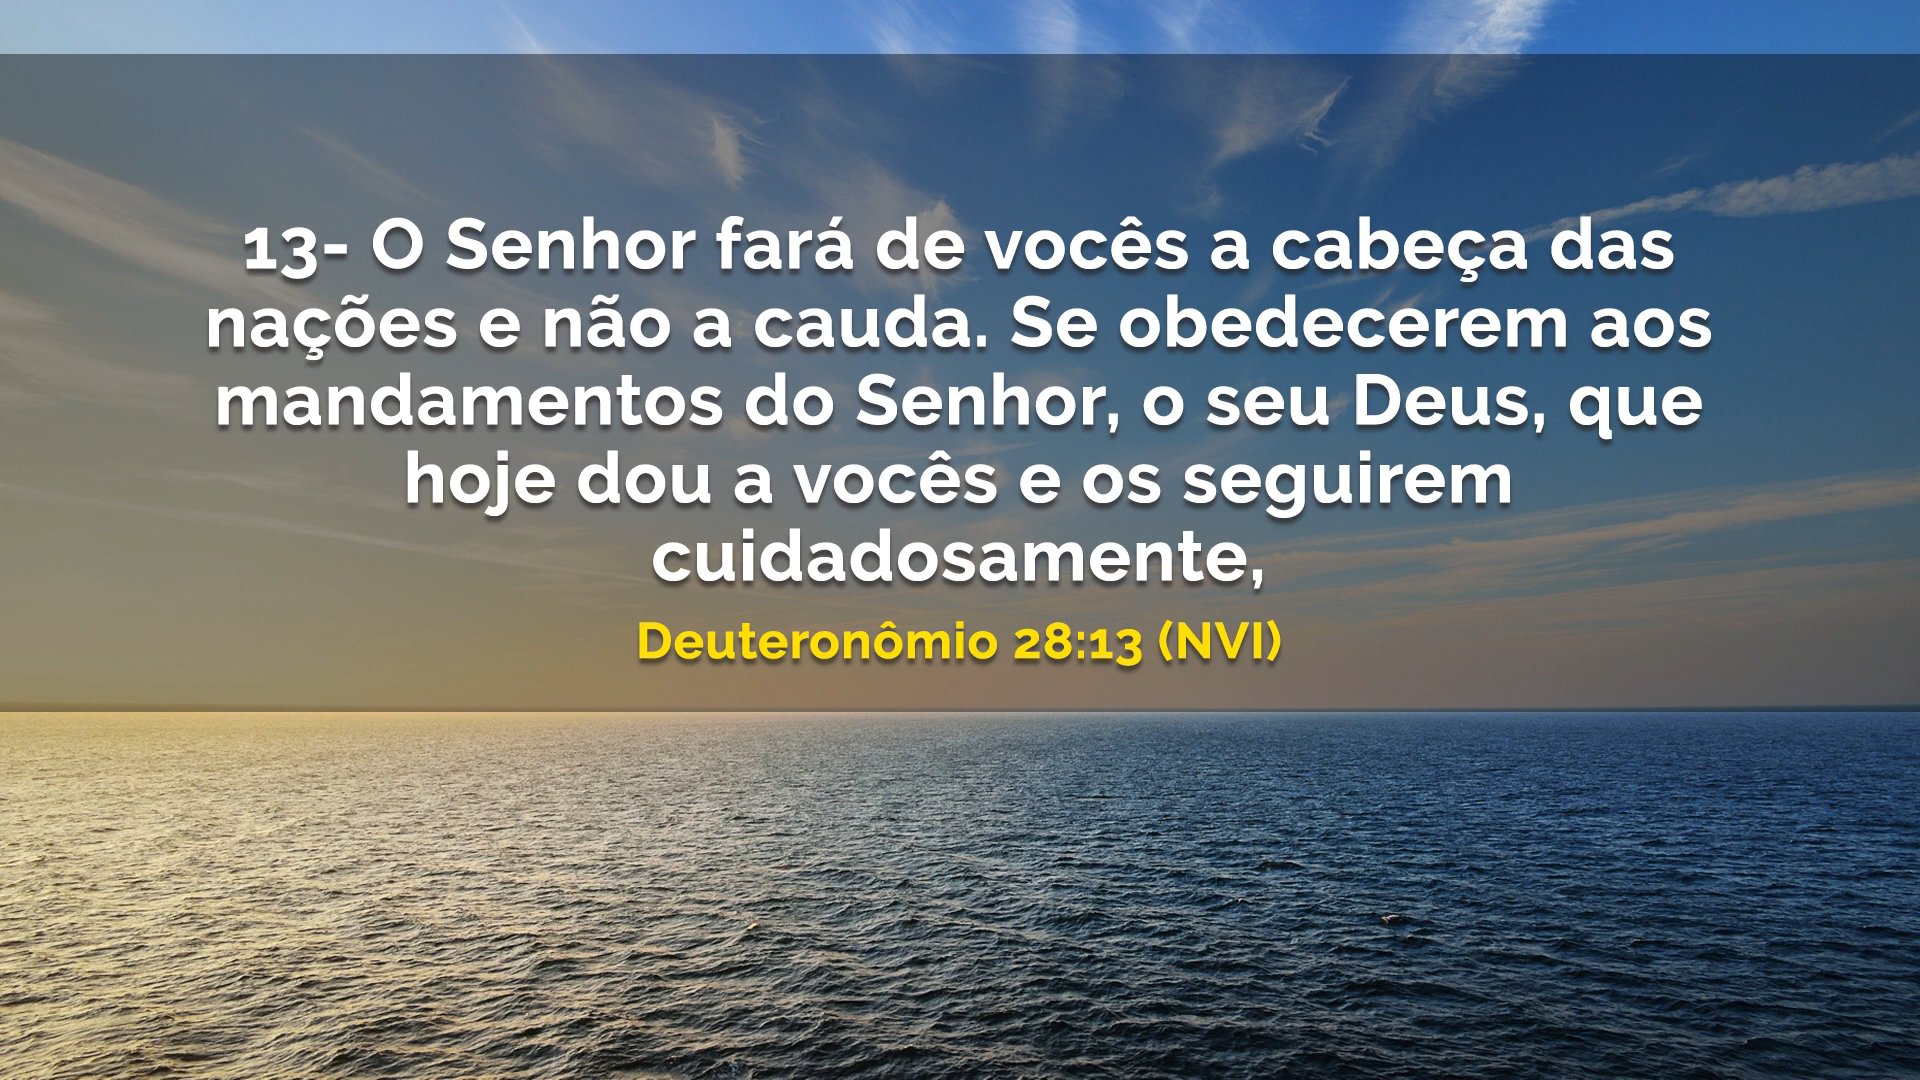 13- O Senhor fará de vocês a cabeça das
nações e não a cauda. Se obedecerem aos
mandamentos do Senhor, o seu Deus, que
hoje dou a vocês e os seguirem
cuidadosamente,
Deuteronômio 28:13 (NVI)